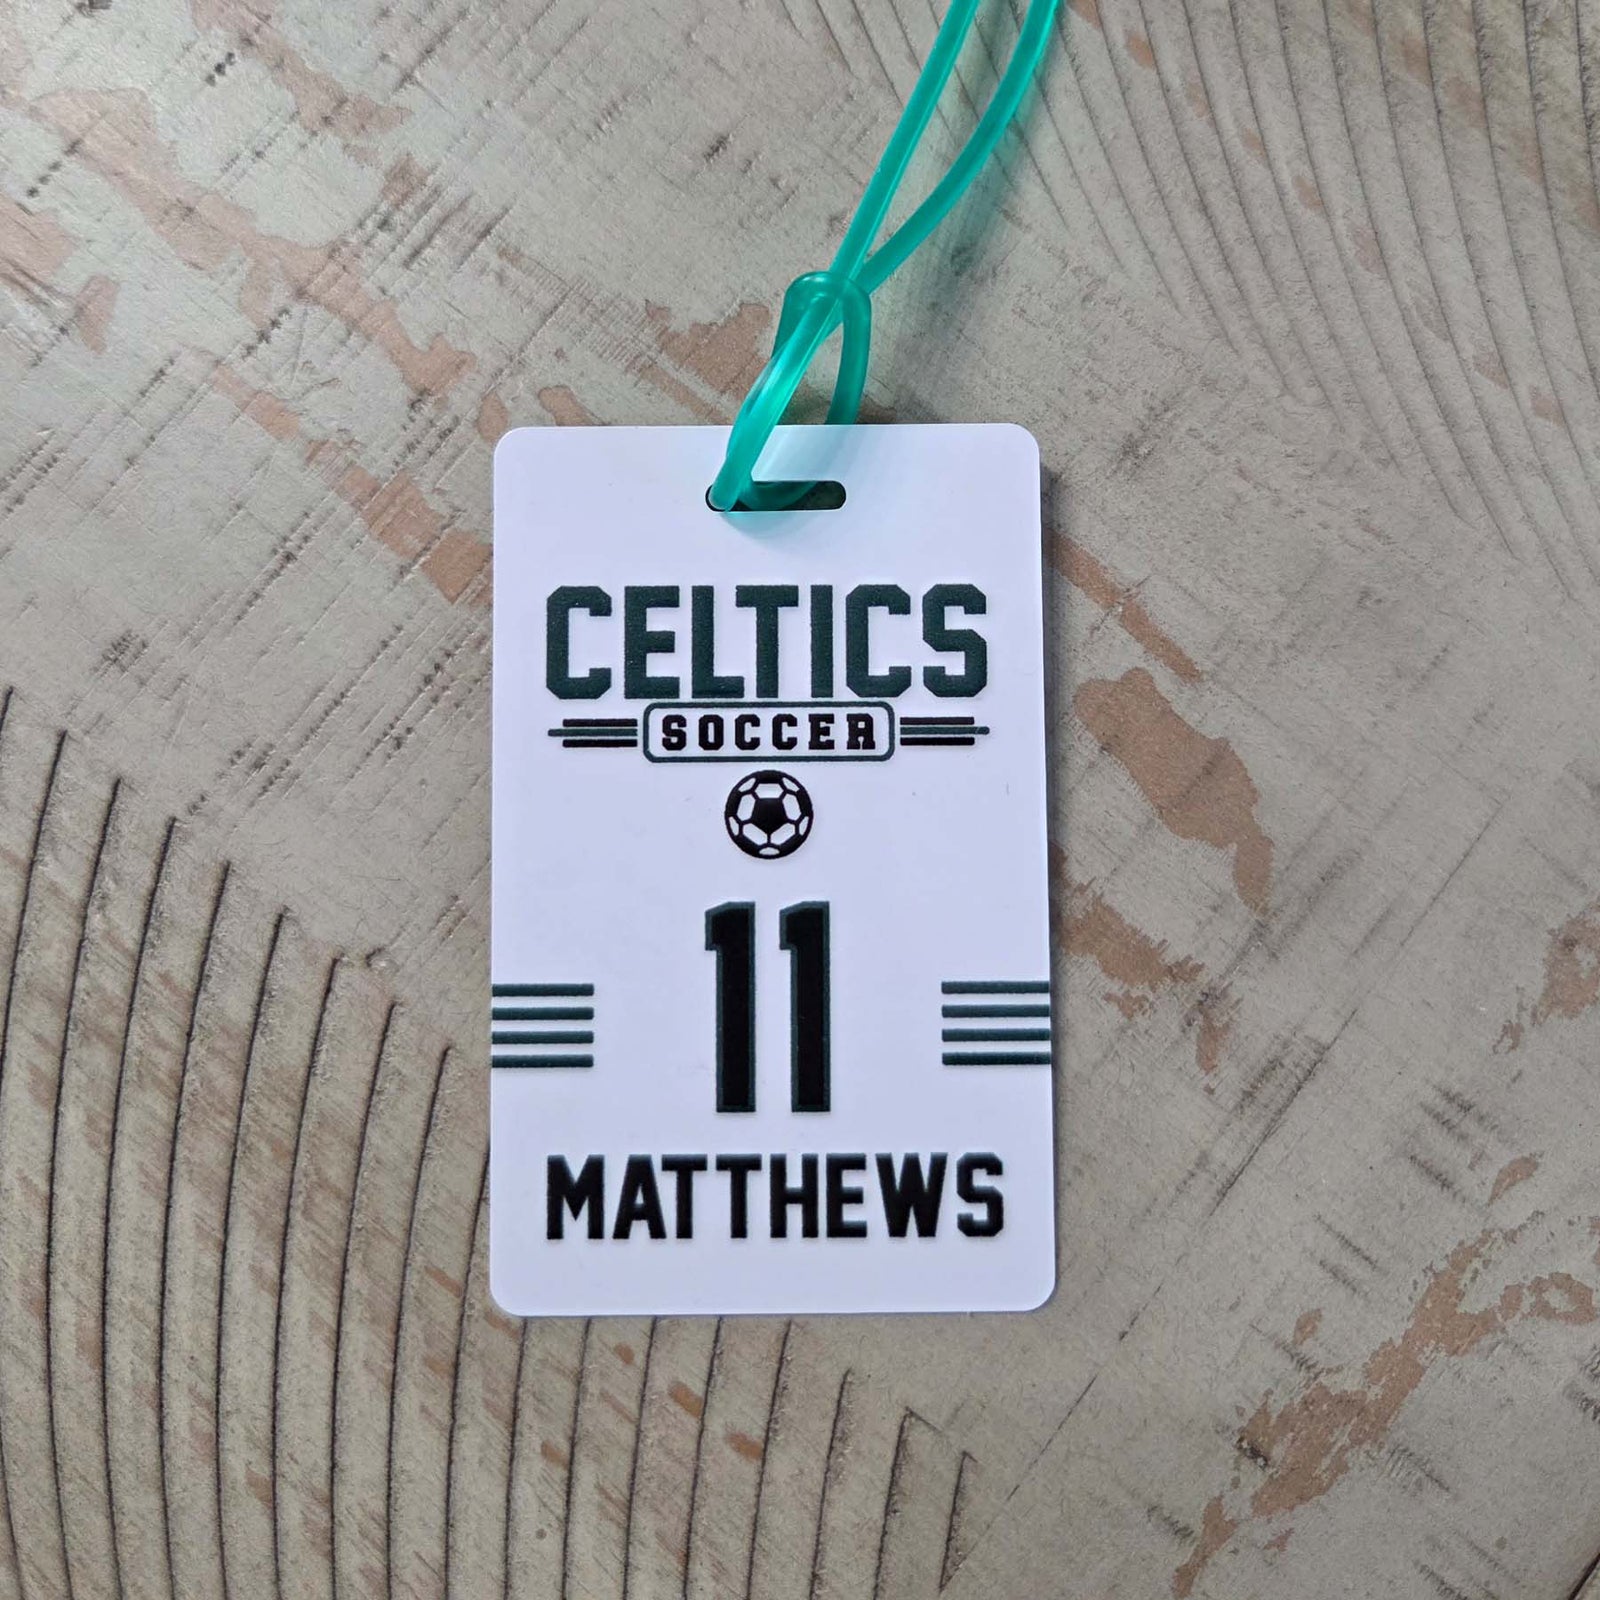 CELTICS
SOCCER
11
MATTHEWS